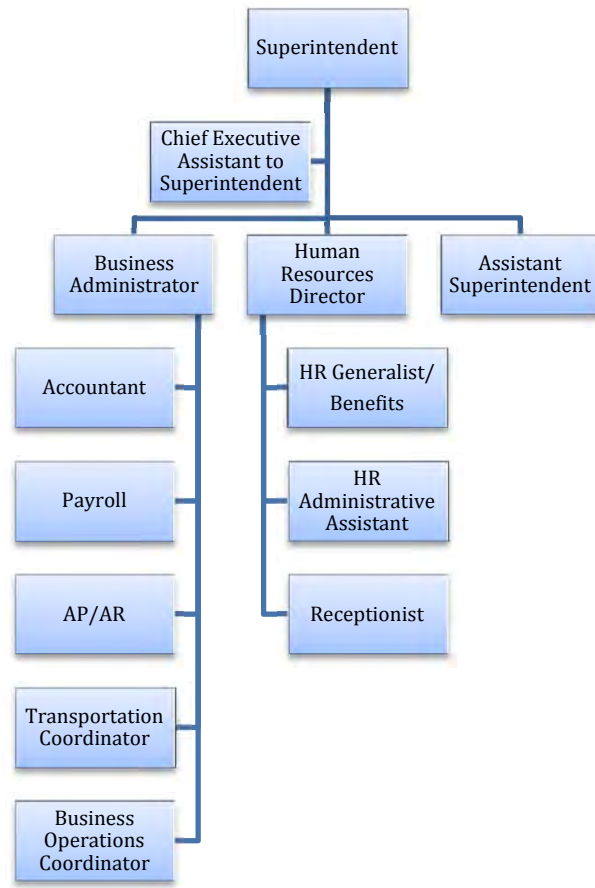 Superintendent
Chief Executive
Assistant to
Superintendent
Business
Administrator
Human
Resources
Director
Assistant
Superintendent
Accountant
HR Generalist/
Benefits
Payroll
HR
Administrative
Assistant
AP/AR
Receptionist
Transportation
Coordinator
Business
Operations
Coordinator